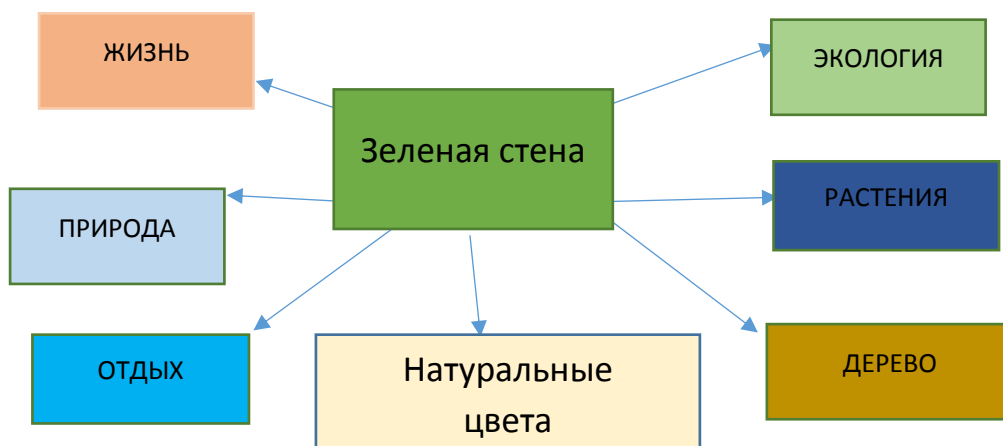 ЖИЗНЬ
ЭКОЛОГИЯ
Зеленая стена
ПРИРОДА
РАСТЕНИЯ
ОТДЫХ
Натуральные
цвета
ДЕРЕВО